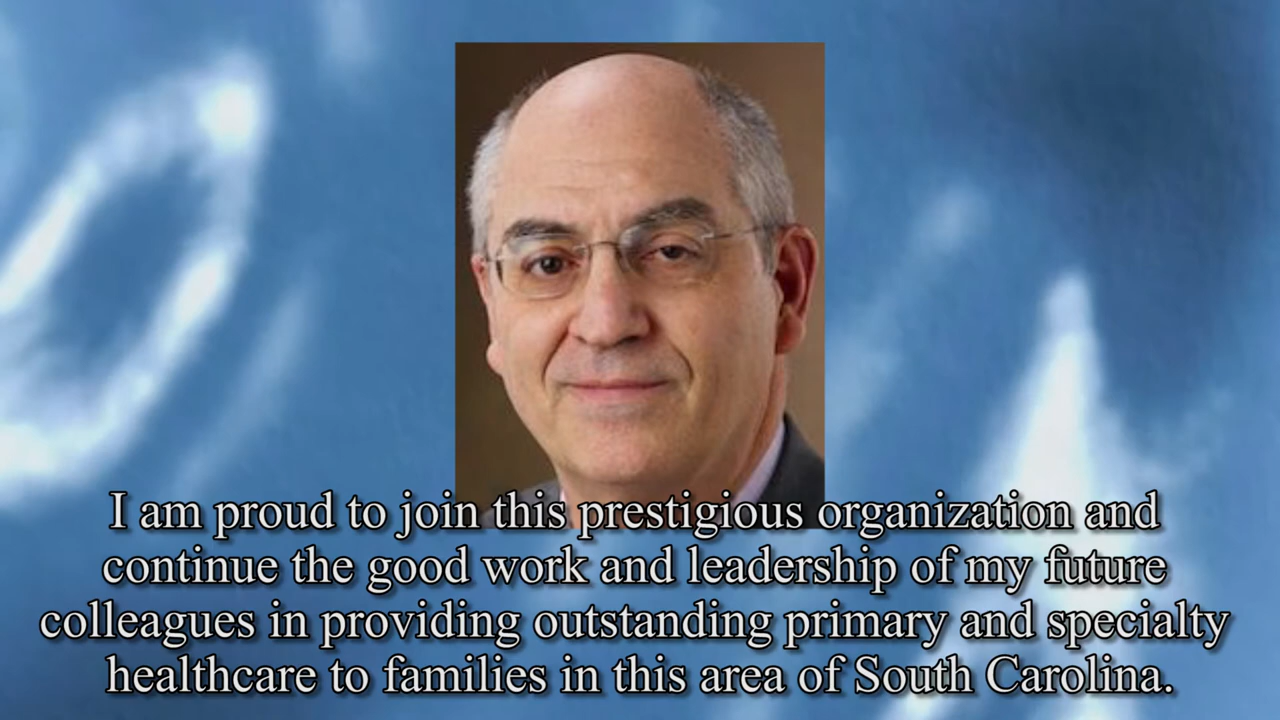 I am proud to join this prestigious organization and
continue the good work and leadership of my future
colleagues in providing outstanding primary and specialty
healthcare to families in this area of South Carolina.